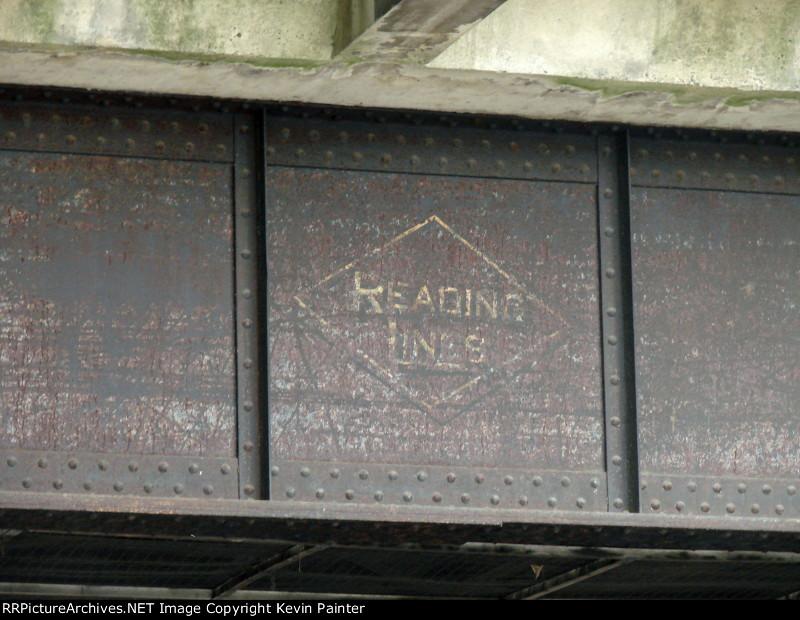 READING
LINES
RRPictureArchives.NET Image Copyright Kevin Painter